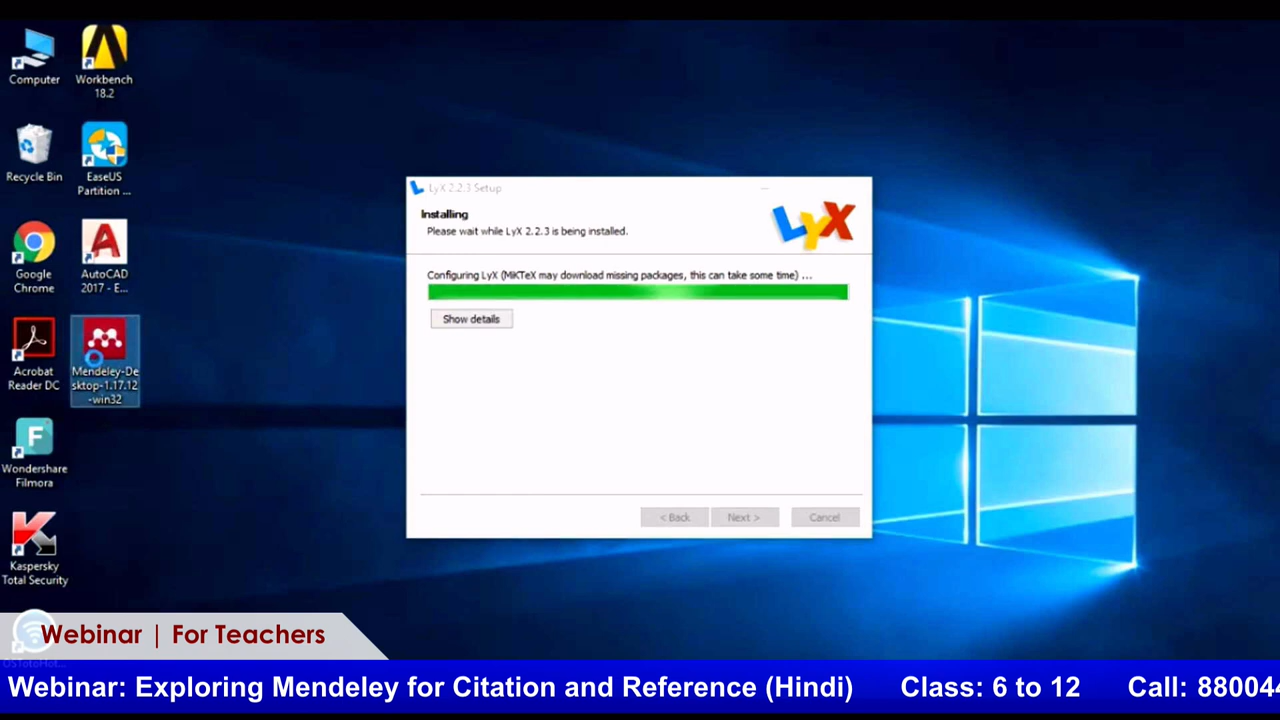 Computer
Workbench
18.2
Recycle Bin
EaseUS
Partition ...
Google
Chrome
AutoCAD
2017 - E...
Acrobat
Reader DC
Mendeley-De
sktop-1.17.12
-win32
Wondershare
Filmora
Kaspersky
Total Security
LyX 2.2.3 Setup
Installing
Please wait while LyX 2.2.3 is being installed.
LyX
Configuring LyX (MiKTeX may download missing packages, this can take some time) ...
Show details
< Back
Next >
Cancel
Webinar | For Teachers
Webinar: Exploring Mendeley for Citation and Reference (Hindi) Class: 6 to 12 Call: 88004